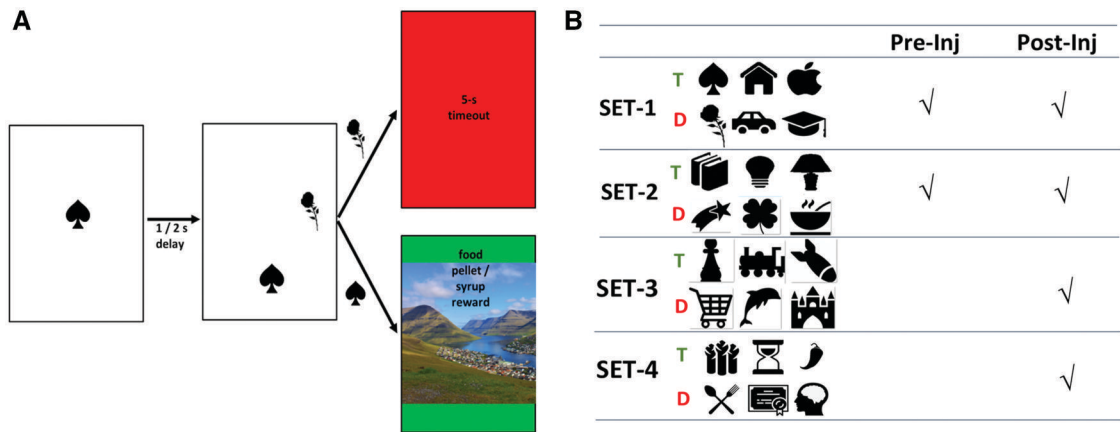 A
1 / 2 s
delay
5-s
timeout
food
pellet /
syrup
reward
B
Pre-Inj Post-Inj
SET-1 T √ √
D
SET-2 T √ √
D
SET-3 T √
D
SET-4 T √
D